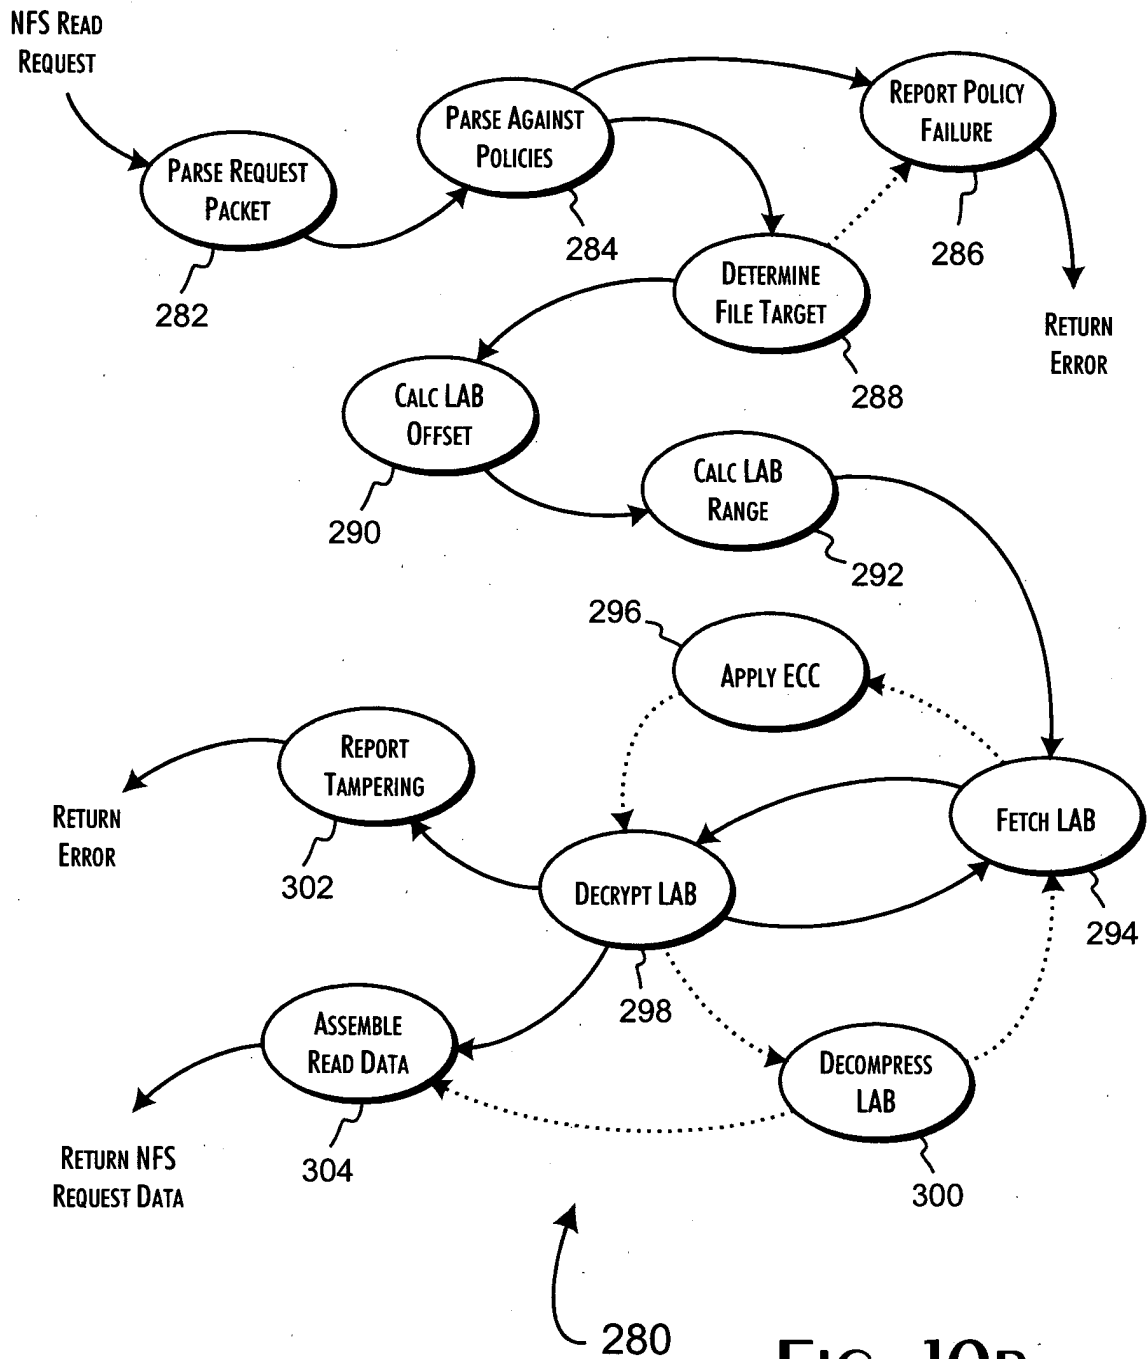 NFS READ
REQUEST
PARSE REQUEST
PACKET
282
PARSE AGAINST
POLICIES
284
REPORT POLICY
FAILURE
286
RETURN
ERROR
DETERMINE
FILE TARGET
288
CALC LAB
OFFSET
290
CALC LAB
RANGE
292
296
APPLY ECC
FETCH LAB
294
REPORT
TAMPERING
302
RETURN
ERROR
DECRYPT LAB
298
ASSEMBLE
READ DATA
304
RETURN NFS
REQUEST DATA
DECOMPRESS
LAB
300
280
FIG. 10B